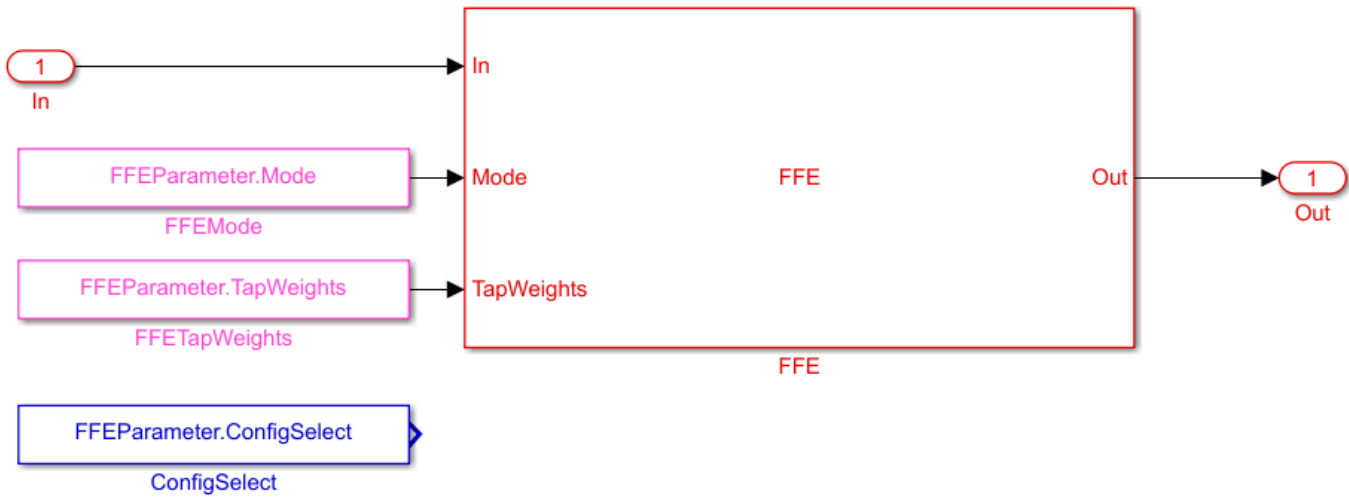 1
In
In
FFEParameter.Mode
FFEMode
Mode
FFE
Out
1
Out
FFEParameter.TapWeights
FFETapWeights
TapWeights
FFE
FFEParameter.ConfigSelect
ConfigSelect